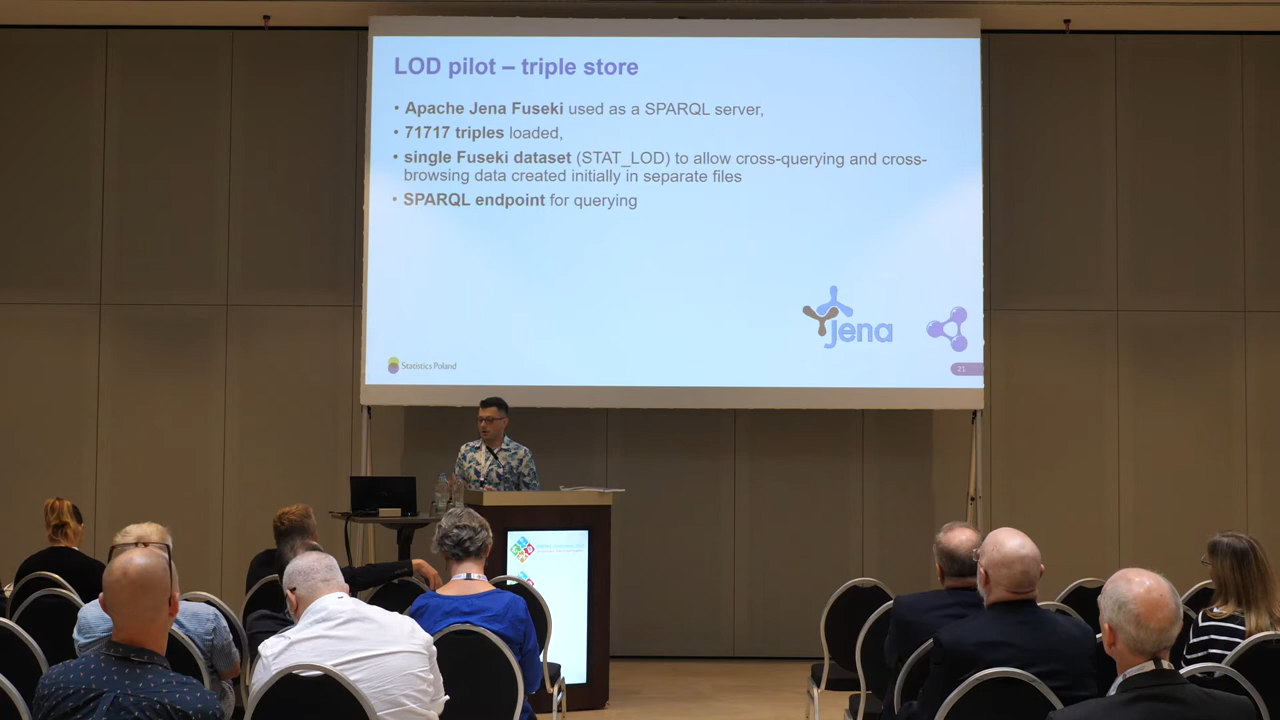 LOD pilot – triple store
• Apache Jena Fuseki used as a SPARQL server,
• 71717 triples loaded,
• single Fuseki dataset (STAT_LOD) to allow cross-querying and cross-
browsing data created initially in separate files
• SPARQL endpoint for querying
Jena
Statistics Poland
21